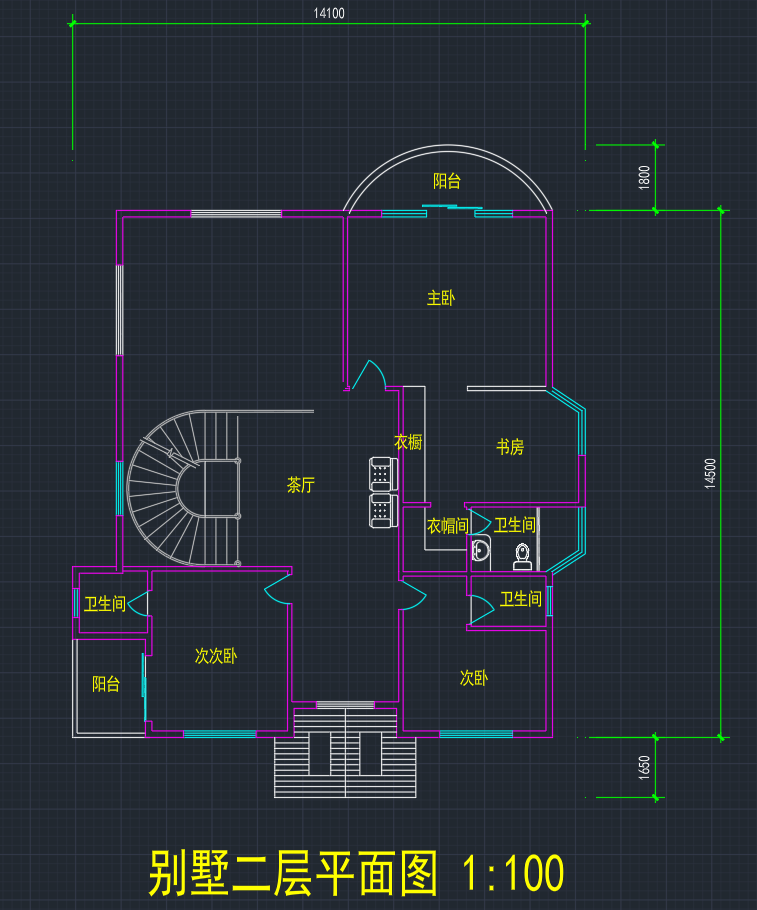 14100
阳台
1800
主卧
衣橱
书房
茶厅
14500
衣帽间
卫生间
卫生间
卫生间
次次卧
次卧
阳台
1650
别墅二层平面图 1:100